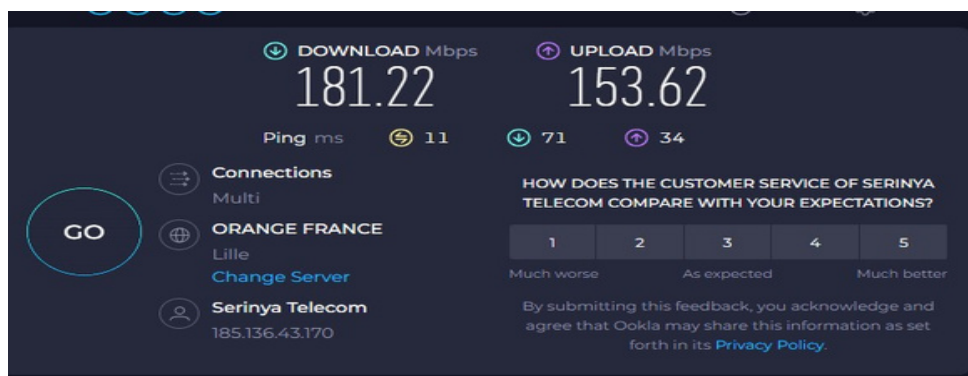 DOWNLOAD Mbps
181.22
UPLOAD Mbps
153.62
Ping ms 11 71 34
Connections
Multi
ORANGE FRANCE
Lille
Change Server
Serinya Telecom
185.136.43.170
GO
HOW DOES THE CUSTOMER SERVICE OF SERINYA
TELECOM COMPARE WITH YOUR EXPECTATIONS?
1 2 3 4 5
Much worse As expected Much better
By submitting this feedback, you acknowledge and
agree that Ookla may share this information as set
forth in its Privacy Policy.